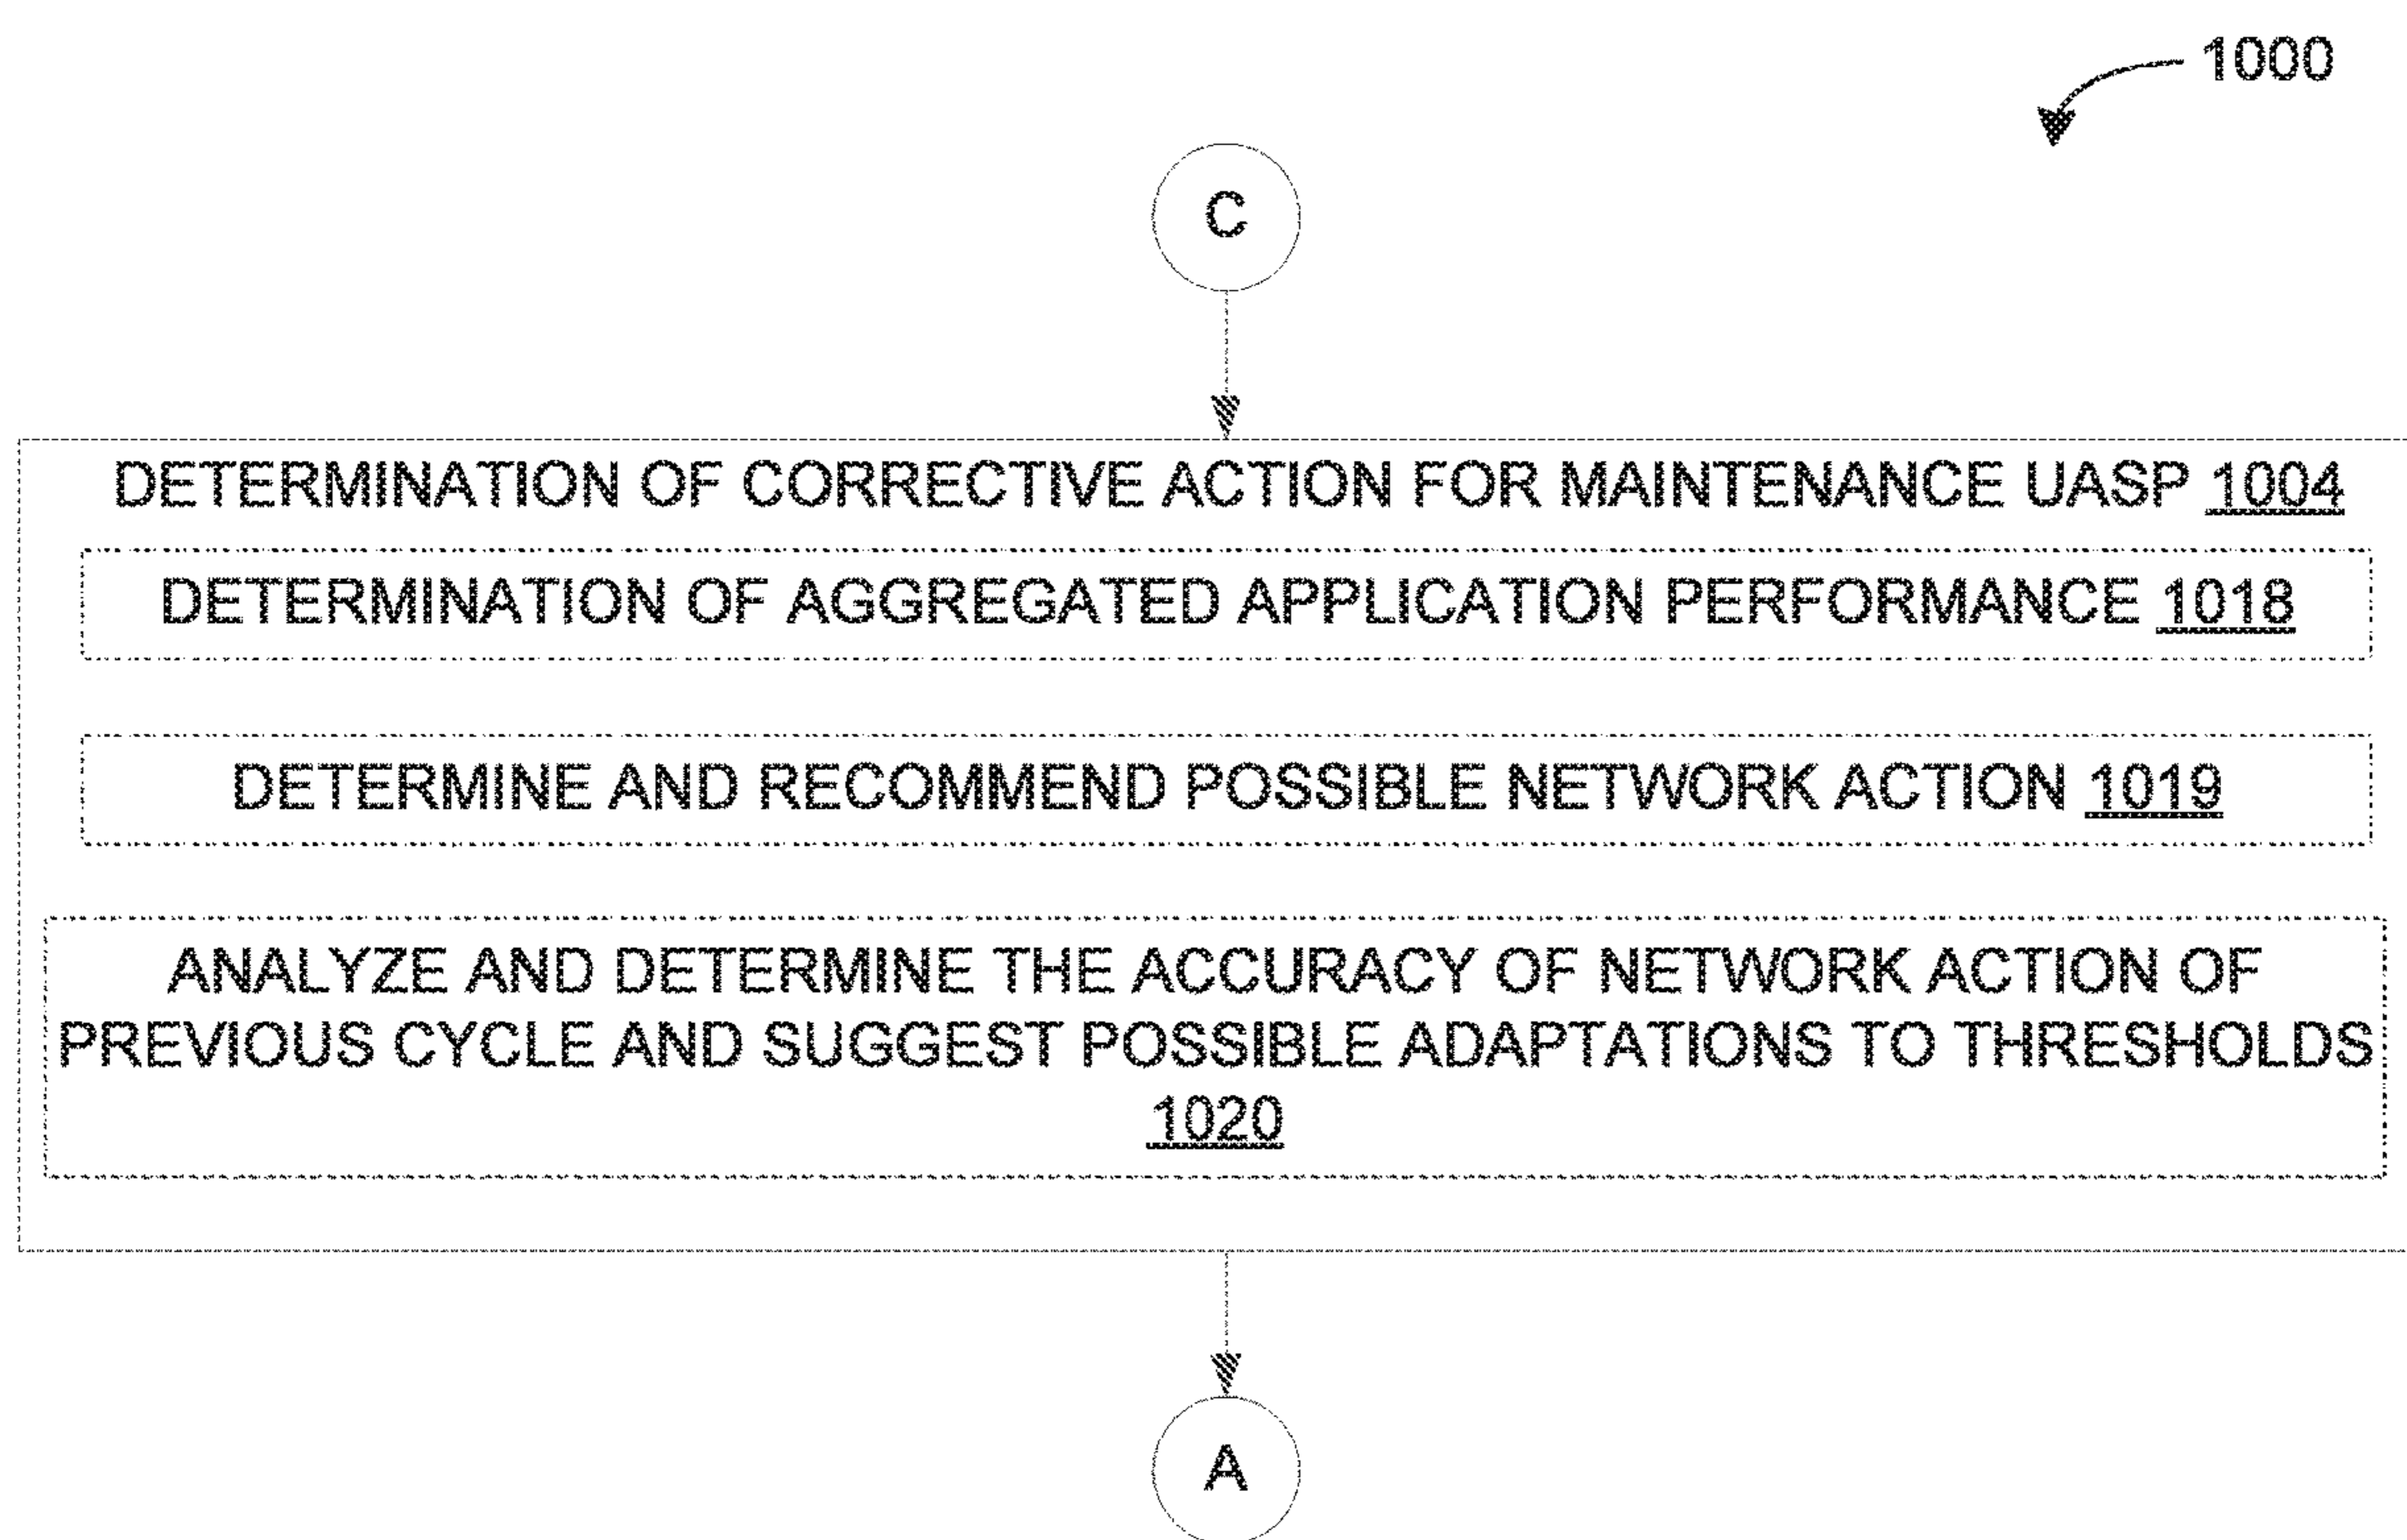 1000
C
DETERMINATION OF CORRECTIVE ACTION FOR MAINTENANCE UASP 1004
DETERMINATION OF AGGREGATED APPLICATION PERFORMANCE 1018
DETERMINE AND RECOMMEND POSSIBLE NETWORK ACTION 1019
ANALYZE AND DETERMINE THE ACCURACY OF NETWORK ACTION OF
PREVIOUS CYCLE AND SUGGEST POSSIBLE ADAPTATIONS TO THRESHOLDS
1020
A